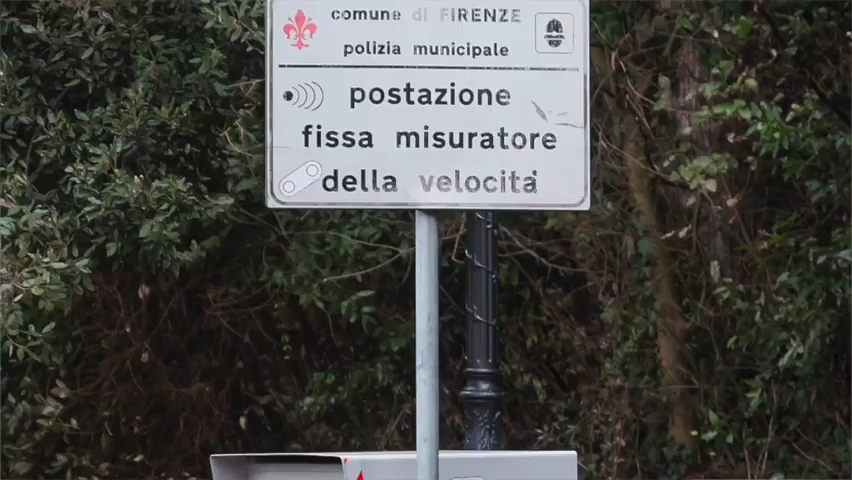 comune di FIRENZE
polizia municipale
postazione
fissa misuratore
della velocità